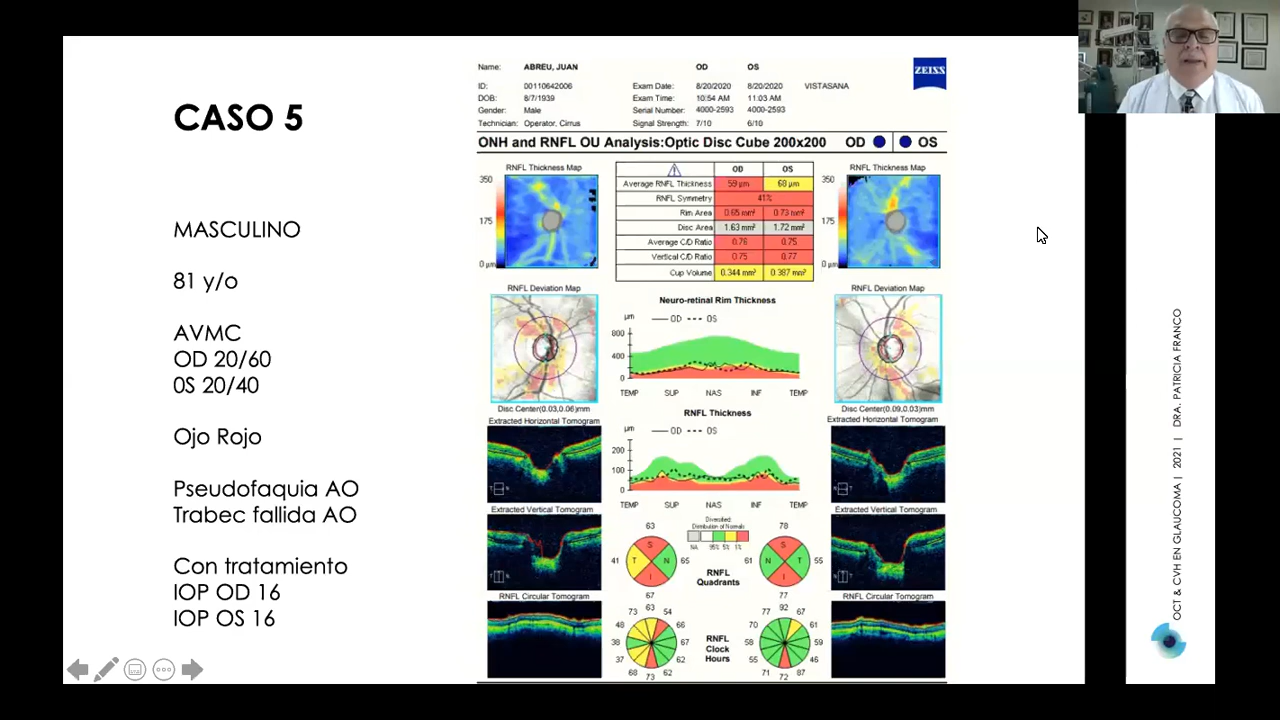 CASO 5
MASCULINO
81 y/o
AVMC
OD 20/60
0S 20/40
Ojo Rojo
Pseudofaquia AO
Trabec fallida AO
Con tratamiento
IOP OD 16
IOP OS 16
Name: ABREU, JUAN OD OS
ZEISS
ID: 00110642006 Exam Date: 8/20/2020 8/20/2020 VISTASANA
DOB: 8/7/1939 Exam Time: 10:54 AM 11:03 AM
Gender: Male Serial Number: 4000-2593 4000-2593
Technician: Operator, Cirrus Signal Strength: 7/10 6/10
ONH and RNFL OU Analysis:Optic Disc Cube 200x200 OD OS
RNFL Thickness Map
350
175
0 µm
OD OS
Average RNFL Thickness 59 µm 68 µm
RNFL Symmetry 41%
Rim Area 0.65 mm² 0.73 mm²
Disc Area 1.63 mm² 1.72 mm²
Average C/D Ratio 0.76 0.75
Vertical C/D Ratio 0.75 0.77
Cup Volume 0.344 mm³ 0.387 mm³
RNFL Thickness Map
350
175
0 µm
RNFL Deviation Map
Disc Center(0.03,0.06)mm
Neuro-retinal Rim Thickness
µm OD OS
800
400
0
TEMP SUP NAS INF TEMP
RNFL Deviation Map
Disc Center(0.09,0.03)mm
Extracted Horizontal Tomogram
RNFL Thickness
µm OD OS
200
100
0
TEMP SUP NAS INF TEMP
Extracted Horizontal Tomogram
Extracted Vertical Tomogram
63
S
41 T N 65
I
67
Diversified:
Distribution of Normals
NA 95% 5% 1%
RNFL
Quadrants
78
S
61 N T 55
I
77
Extracted Vertical Tomogram
RNFL Circular Tomogram
63
73 54
48 66
38 67
37 62
68 67
73
RNFL
Clock
Hours
92
77 67
70 61
58 59
55 46
71 87
72
RNFL Circular Tomogram
OCT & CVH EN GLAUCOMA | 2021 | DRA. PATRICIA FRANCO